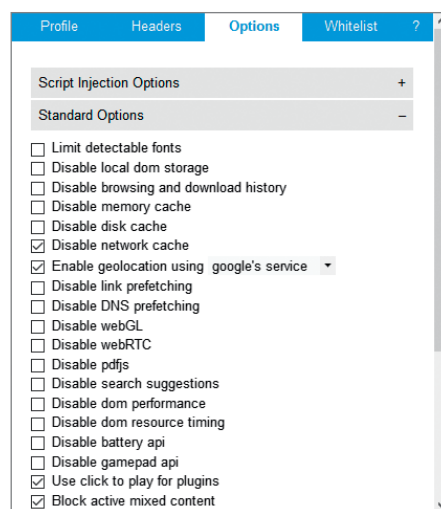 Profile Headers Options Whitelist ?
Script Injection Options +
Standard Options –
Limit detectable fonts
Disable local dom storage
Disable browsing and download history
Disable memory cache
Disable disk cache
Disable network cache
Enable geolocation using google's service
Disable link prefetching
Disable DNS prefetching
Disable webGL
Disable webRTC
Disable pdfjs
Disable search suggestions
Disable dom performance
Disable dom resource timing
Disable battery api
Disable gamepad api
Use click to play for plugins
Block active mixed content